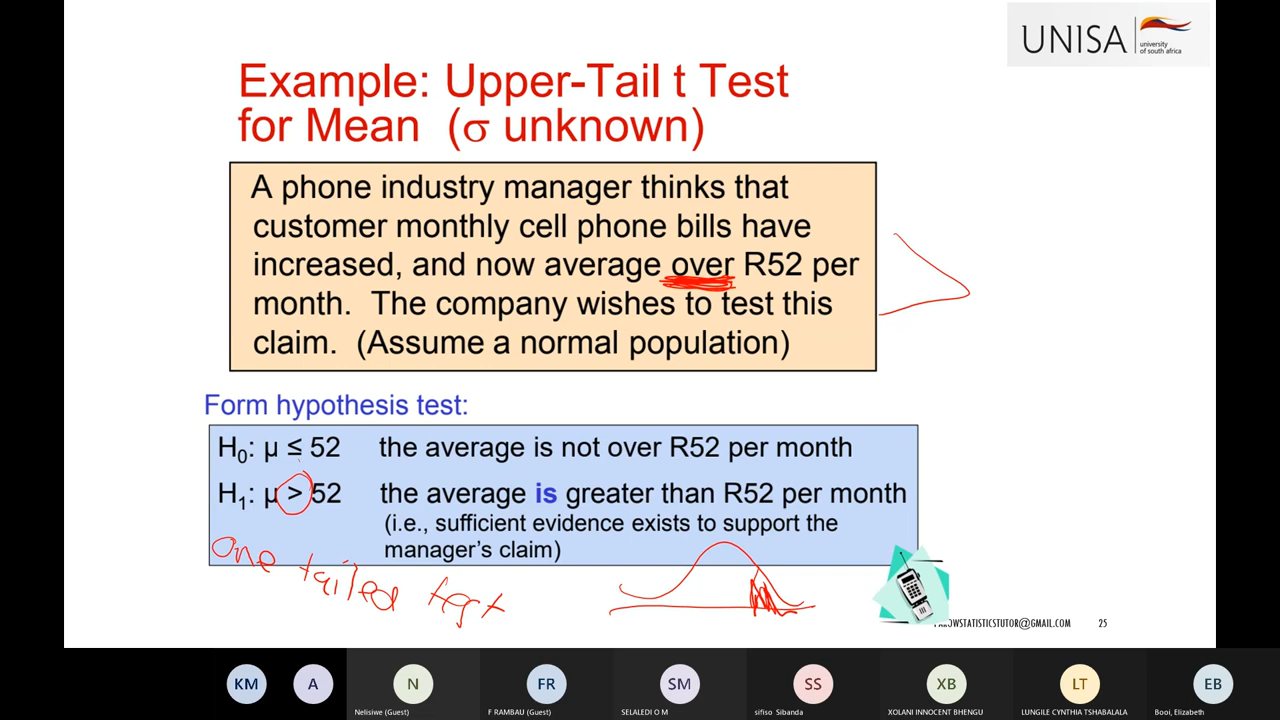 UNISA
university
of south africa
Example: Upper-Tail t Test
for Mean (σ unknown)
A phone industry manager thinks that
customer monthly cell phone bills have
increased, and now average over R52 per
month. The company wishes to test this
claim. (Assume a normal population)
Form hypothesis test:
H₀: μ ≤ 52 the average is not over R52 per month
H₁: μ > 52 the average is greater than R52 per month
(i.e., sufficient evidence exists to support the
manager's claim)
One tailed test
25
KM
A
N
FR
SM
SS
XB
LT
EB
Nelisiwe (Guest)
F RAMBAU (Guest)
SELALEDI O M
sifiso Sibanda
XOLANI INNOCENT BHENGU
LUNGILE CYNTHIA TSHABALALA
Booi, Elizabeth